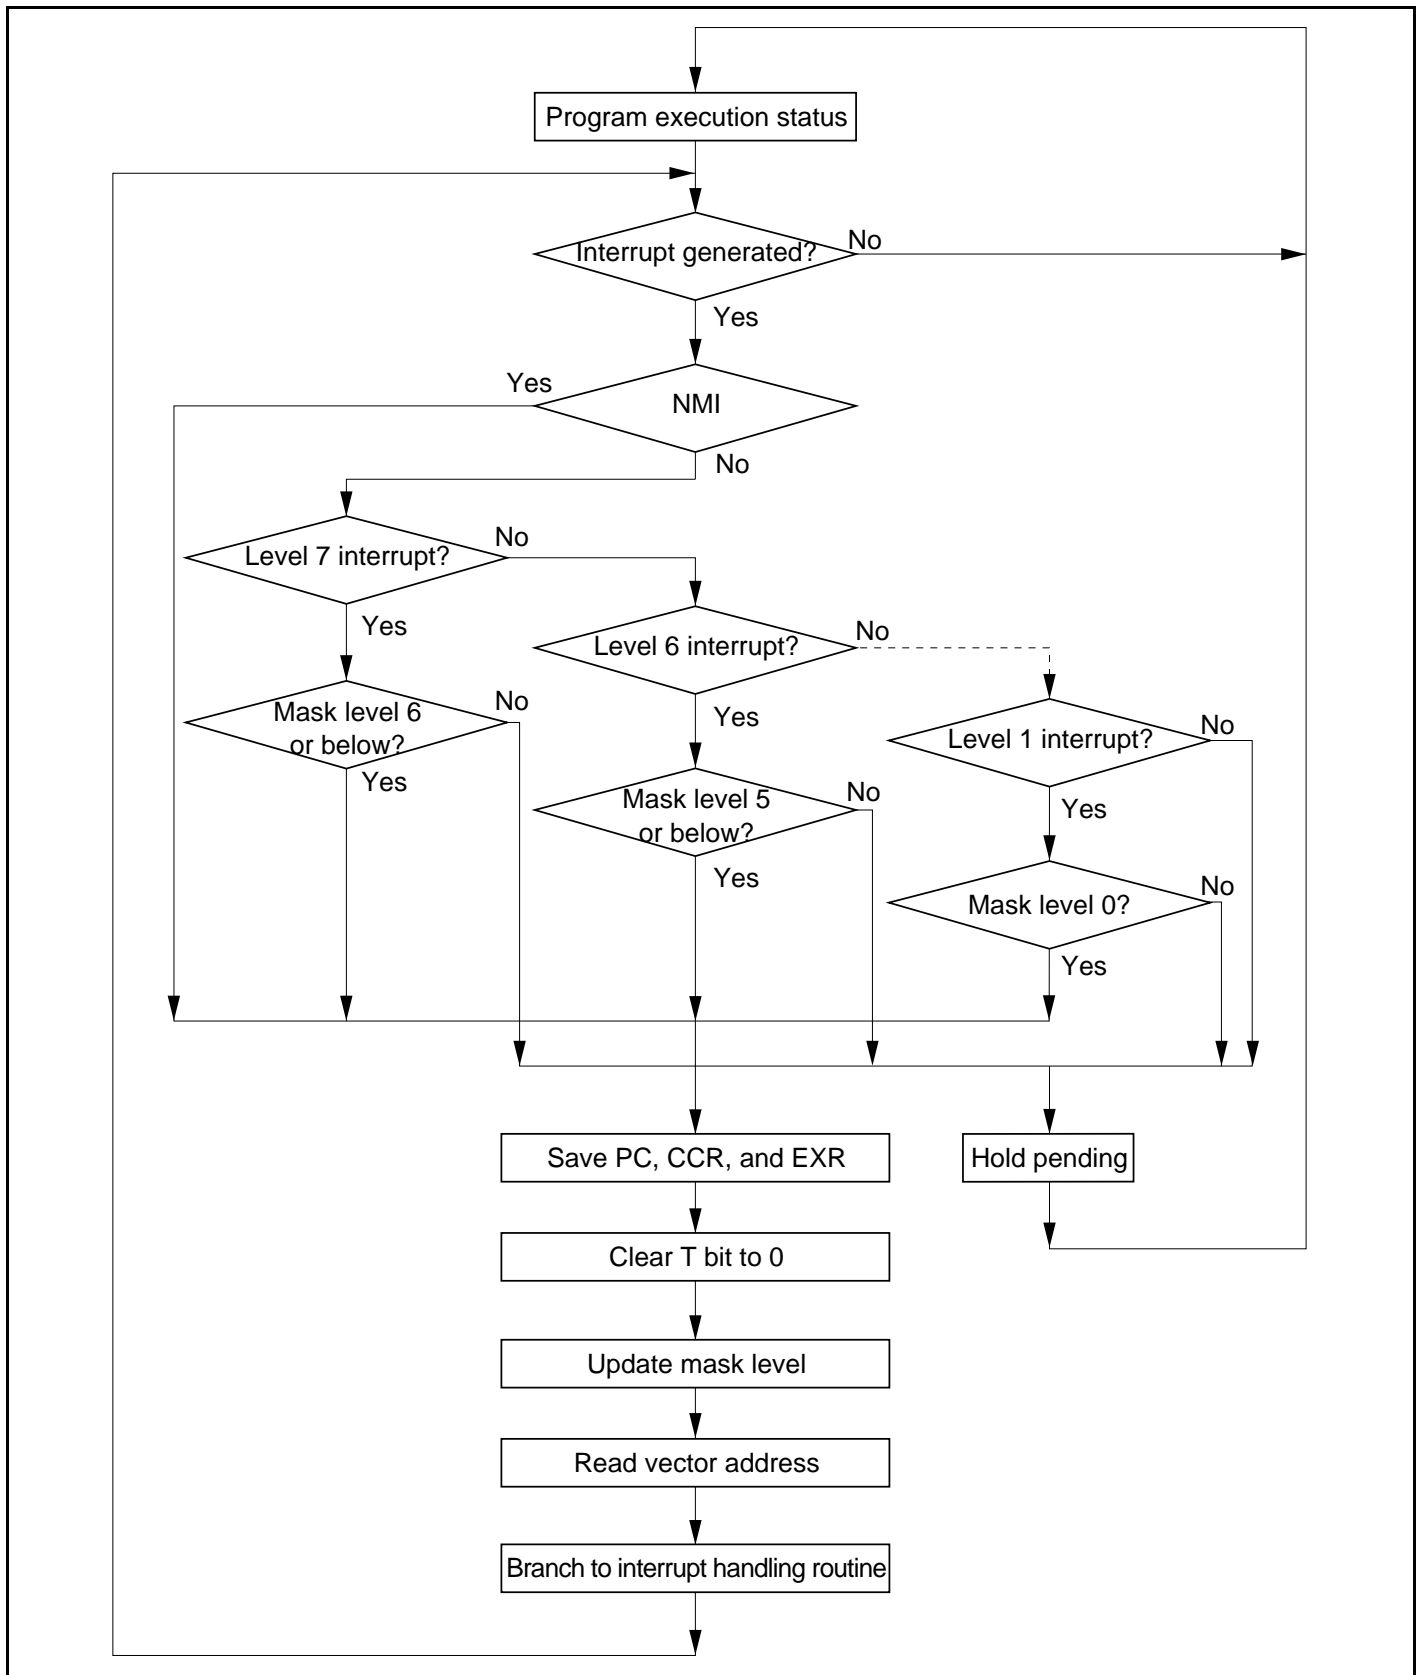 Program execution status
Interrupt generated?
No
Yes
Yes
NMI
No
Level 7 interrupt?
No
Yes
Level 6 interrupt?
No
Yes
Mask level 6
or below?
No
Yes
Level 1 interrupt?
No
Yes
Mask level 5
or below?
No
Yes
Mask level 0?
No
Yes
Save PC, CCR, and EXR
Hold pending
Clear T bit to 0
Update mask level
Read vector address
Branch to interrupt handling routine